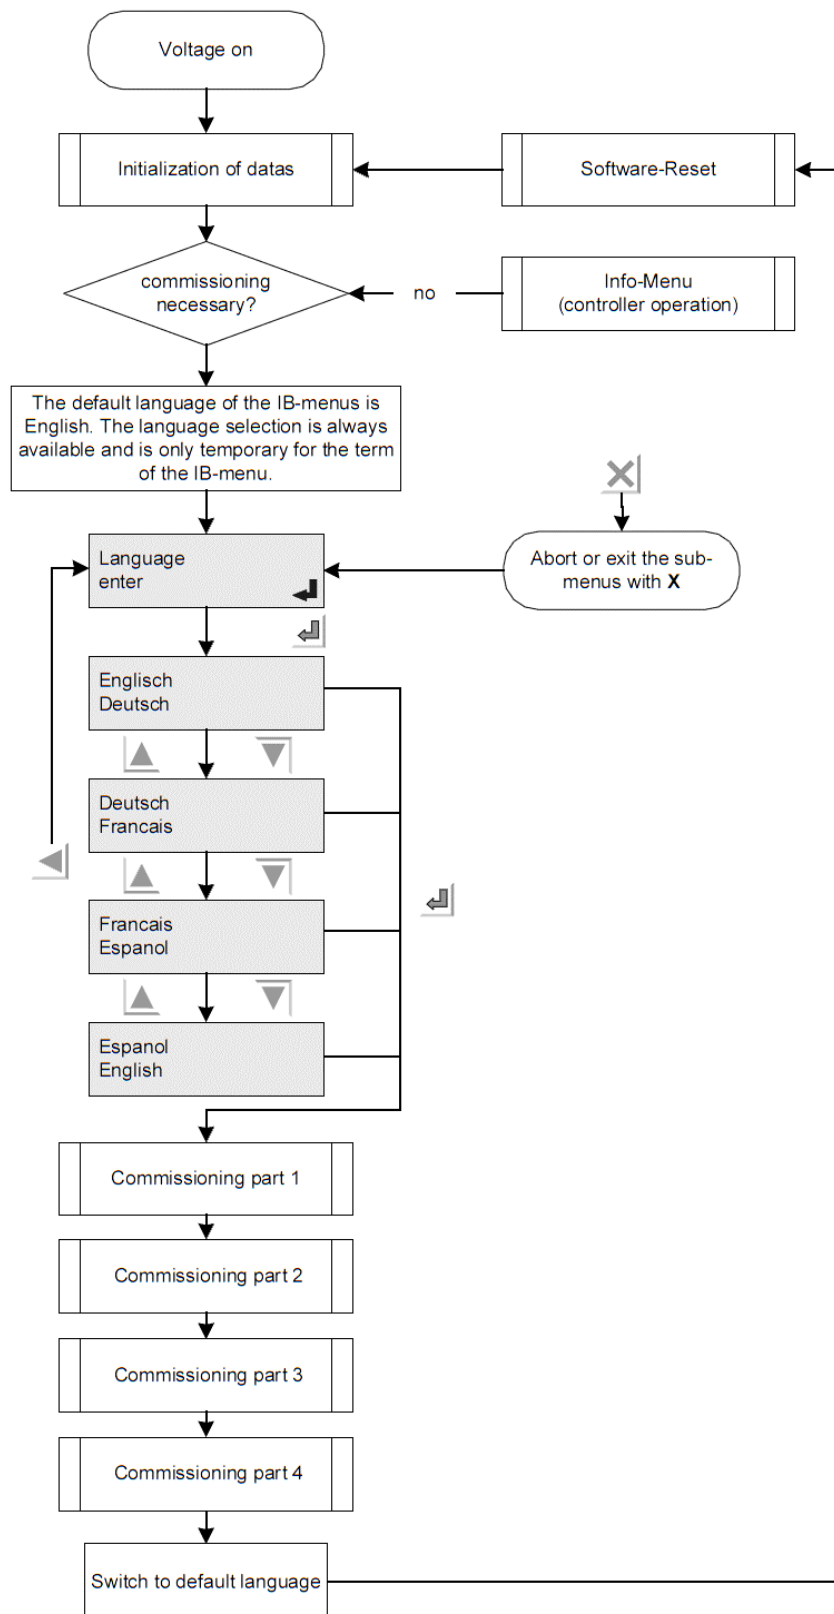 Voltage on
Initialization of datas
Software-Reset
commissioning
necessary?
no
Info-Menu
(controller operation)
The default language of the IB-menus is
English. The language selection is always
available and is only temporary for the term
of the IB-menu.
Language
enter
Abort or exit the sub-
menus with X
Englisch
Deutsch
Deutsch
Francais
Francais
Espanol
Espanol
English
Commissioning part 1
Commissioning part 2
Commissioning part 3
Commissioning part 4
Switch to default language